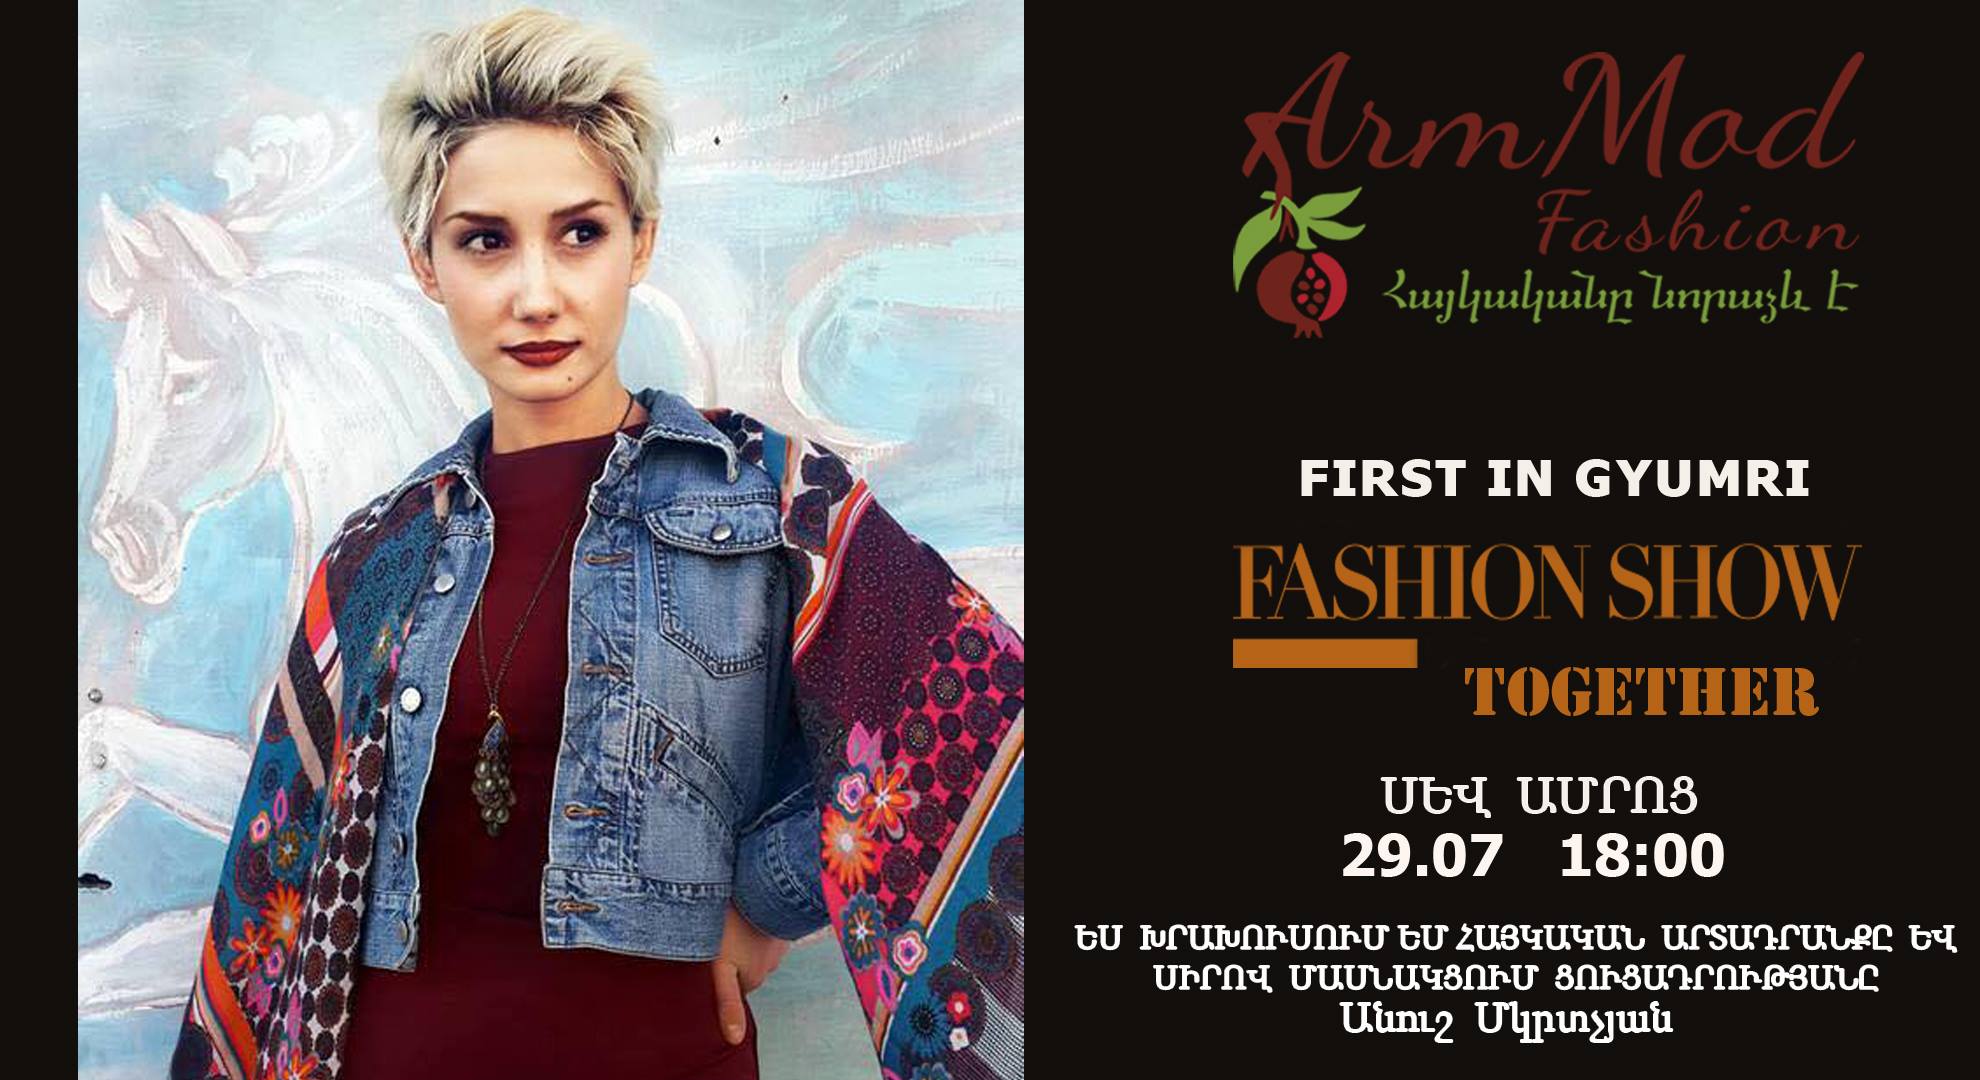 ArmMod
Fashion
Հայկականը նորաձև է
FIRST IN GYUMRI
FASHION SHOW
TOGETHER
ՍԵՎ ԱՄՐՈՑ
29.07 18:00
ԵՍ ԽՐԱԽՈՒՍՈՒՄ ԵՄ ՀԱՅԿԱԿԱՆ ԱՐՏԱԴՐԱՆՔԸ ԵՎ
ՍԻՐՈՎ ՄԱՍՆԱԿՑՈՒՄ ՑՈՒՑԱԴՐՈՒԹՅԱՆԸ
Անուշ Մկրտչյան